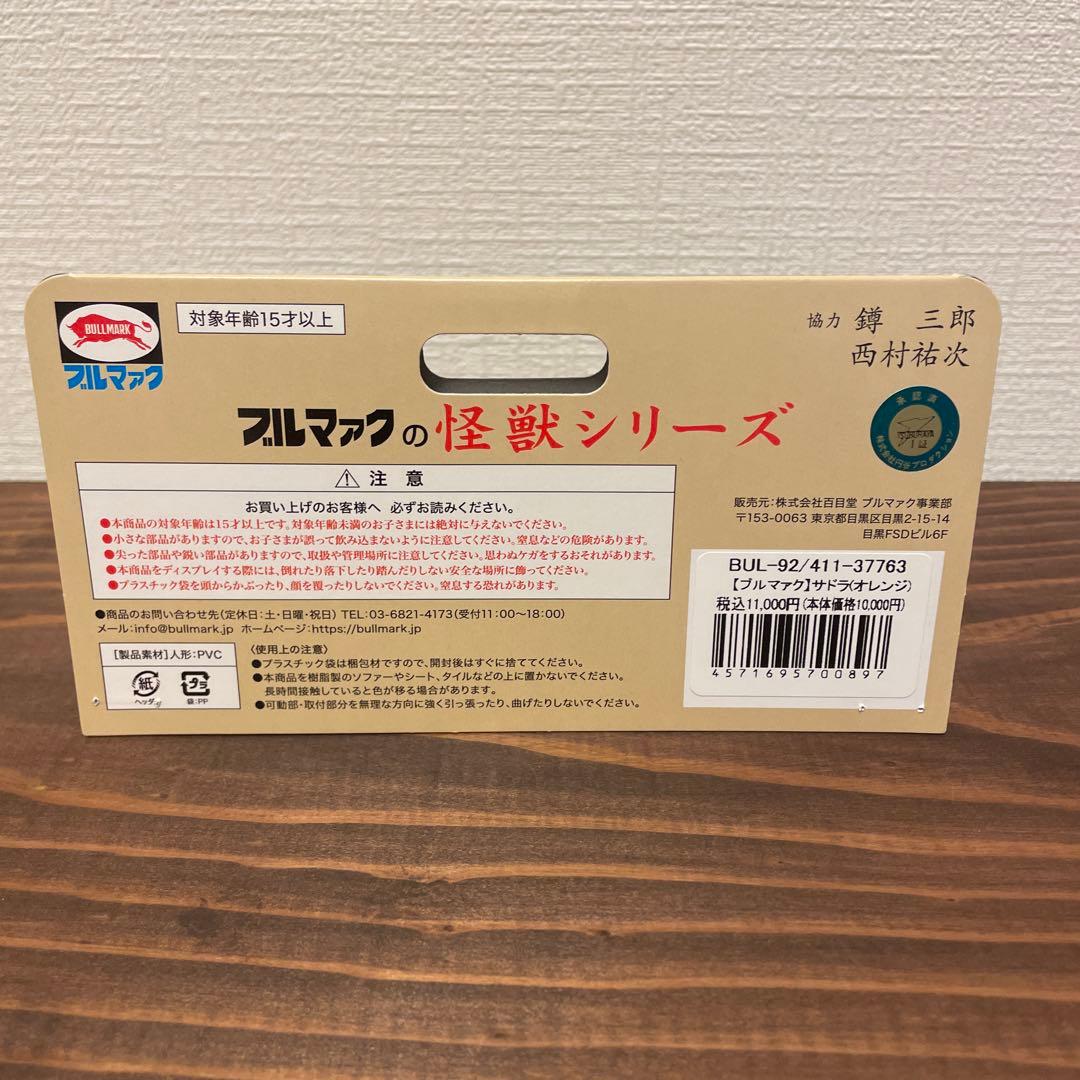 BULLMARK
ブルマァク
対象年齢15才以上
協力 鐏 三郎
西村祐次
ブルマァクの怪獣シリーズ
承認済
TSUBURAYA
株式会社円谷プロダクション
⚠ 注意
お買い上げのお客様へ 必ずお読みください。
●本商品の対象年齢は15才以上です。対象年齢未満のお子さまには絶対に与えないでください。
●小さな部品がありますので、お子さまが誤って飲み込まないように注意してください。窒息などの危険があります。
●尖った部品や鋭い部品がありますので、取扱や管理場所に注意してください。思わぬケガをするおそれがあります。
●本商品をディスプレイする際には、倒れたり落下したり踏んだりしない安全な場所に飾ってください。
●プラスチック袋を頭からかぶったり、顔を覆ったりしないでください。窒息する恐れがあります。
●商品のお問い合わせ先(定休日:土・日曜・祝日) TEL:03-6821-4173(受付11:00〜18:00)
メール:info@bullmark.jp ホームページ:https://bullmark.jp
[製品素材]人形:PVC
紙
ヘッダー
プラ
袋:PP
〈使用上の注意〉
●プラスチック袋は梱包材ですので、開封後はすぐに捨ててください。
●本商品を樹脂製のソファーやシート、タイルなどの上に置かないでください。
長時間接触していると色が移る場合があります。
●可動部・取付部分を無理な方向に強く引っ張ったり、曲げたりしないでください。
販売元:株式会社百目堂 ブルマァク事業部
〒153-0063 東京都目黒区目黒2-15-14
目黒FSDビル6F
BUL-92/411-37763
【ブルマァク】サドラ(オレンジ)
税込11,000円(本体価格10,000円)
4571695700897